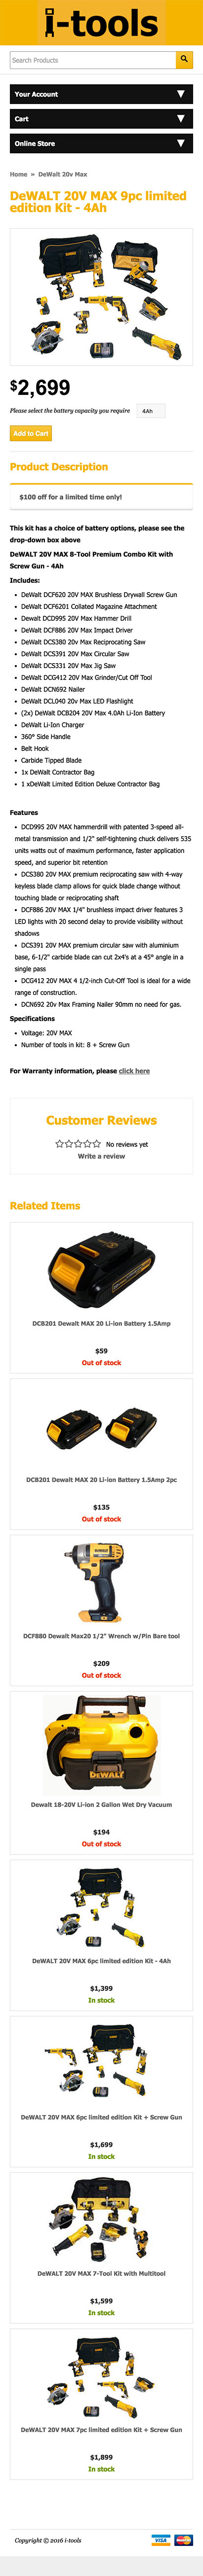 i-tools
Search Products
Your Account
Cart
Online Store
Home » DeWalt 20v Max
DeWALT 20V MAX 9pc limited
edition Kit - 4Ah
$2,699
Please select the battery capacity you require 4Ah
Add to Cart
Product Description
$100 off for a limited time only!
This kit has a choice of battery options, please see the
drop-down box above
DeWALT 20V MAX 8-Tool Premium Combo Kit with
Screw Gun - 4Ah
Includes:
DeWalt DCF620 20V MAX Brushless Drywall Screw Gun
DeWalt DCF6201 Collated Magazine Attachment
Dewalt DCD995 20V Max Hammer Drill
DeWalt DCF886 20V Max Impact Driver
DeWalt DCS380 20v Max Reciprocating Saw
DeWalt DCS391 20V Max Circular Saw
DeWalt DCS331 20V Max Jig Saw
DeWalt DCG412 20V Max Grinder/Cut Off Tool
DeWalt DCN692 Nailer
DeWalt DCL040 20v Max LED Flashlight
(2x) DeWalt DCB204 20V Max 4.0Ah Li-Ion Battery
DeWalt Li-Ion Charger
360° Side Handle
Belt Hook
Carbide Tipped Blade
1x DeWalt Contractor Bag
1 xDeWalt Limited Edition Deluxe Contractor Bag
Features
DCD995 20V MAX hammerdrill with patented 3-speed all-
metal transmission and 1/2" self-tightening chuck delivers 535
units watts out of maximum performance, faster application
speed, and superior bit retention
DCS380 20V MAX premium reciprocating saw with 4-way
keyless blade clamp allows for quick blade change without
touching blade or reciprocating shaft
DCF886 20V MAX 1/4" brushless impact driver features 3
LED lights with 20 second delay to provide visibility without
shadows
DCS391 20V MAX premium circular saw with aluminium
base, 6-1/2" carbide blade can cut 2x4's at a 45° angle in a
single pass
DCG412 20V MAX 4 1/2-inch Cut-Off Tool is ideal for a wide
range of construction.
DCN692 20v Max Framing Nailer 90mm no need for gas.
Specifications
Voltage: 20V MAX
Number of tools in kit: 8 + Screw Gun
For Warranty information, please click here
Customer Reviews
No reviews yet
Write a review
Related Items
DCB201 Dewalt MAX 20 Li-ion Battery 1.5Amp
$59
Out of stock
DCB201 Dewalt MAX 20 Li-ion Battery 1.5Amp 2pc
$135
Out of stock
DCF880 Dewalt Max20 1/2" Wrench w/Pin Bare tool
$209
Out of stock
DEWALT
Dewalt 18-20V Li-ion 2 Gallon Wet Dry Vacuum
$194
Out of stock
DeWALT 20V MAX 6pc limited edition Kit - 4Ah
$1,399
In stock
DeWALT 20V MAX 6pc limited edition Kit + Screw Gun
$1,699
In stock
DeWALT 20V MAX 7-Tool Kit with Multitool
$1,599
In stock
DeWALT 20V MAX 7pc limited edition Kit + Screw Gun
$1,899
In stock
Copyright © 2016 i-tools
VISA MasterCard